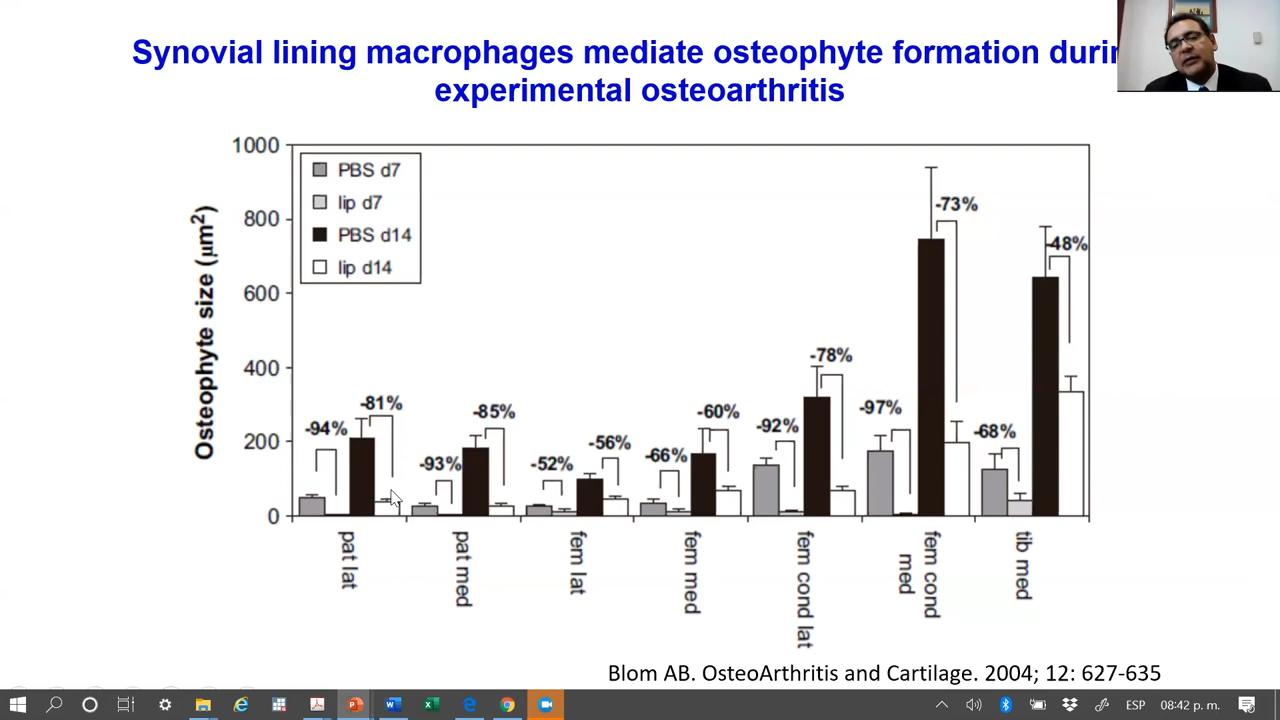 Synovial lining macrophages mediate osteophyte formation durin
experimental osteoarthritis
1000
800
600
400
200
0
Osteophyte size (µm²)
PBS d7
lip d7
PBS d14
lip d14
-94%
-81%
-93%
-85%
-52%
-56%
-66%
-60%
-92%
-78%
-97%
-73%
-68%
-48%
pat lat
pat med
fem lat
fem med
fem cond lat
fem cond
med
tib med
Blom AB. OsteoArthritis and Cartilage. 2004; 12: 627-635
ESP
08:42 p. m.